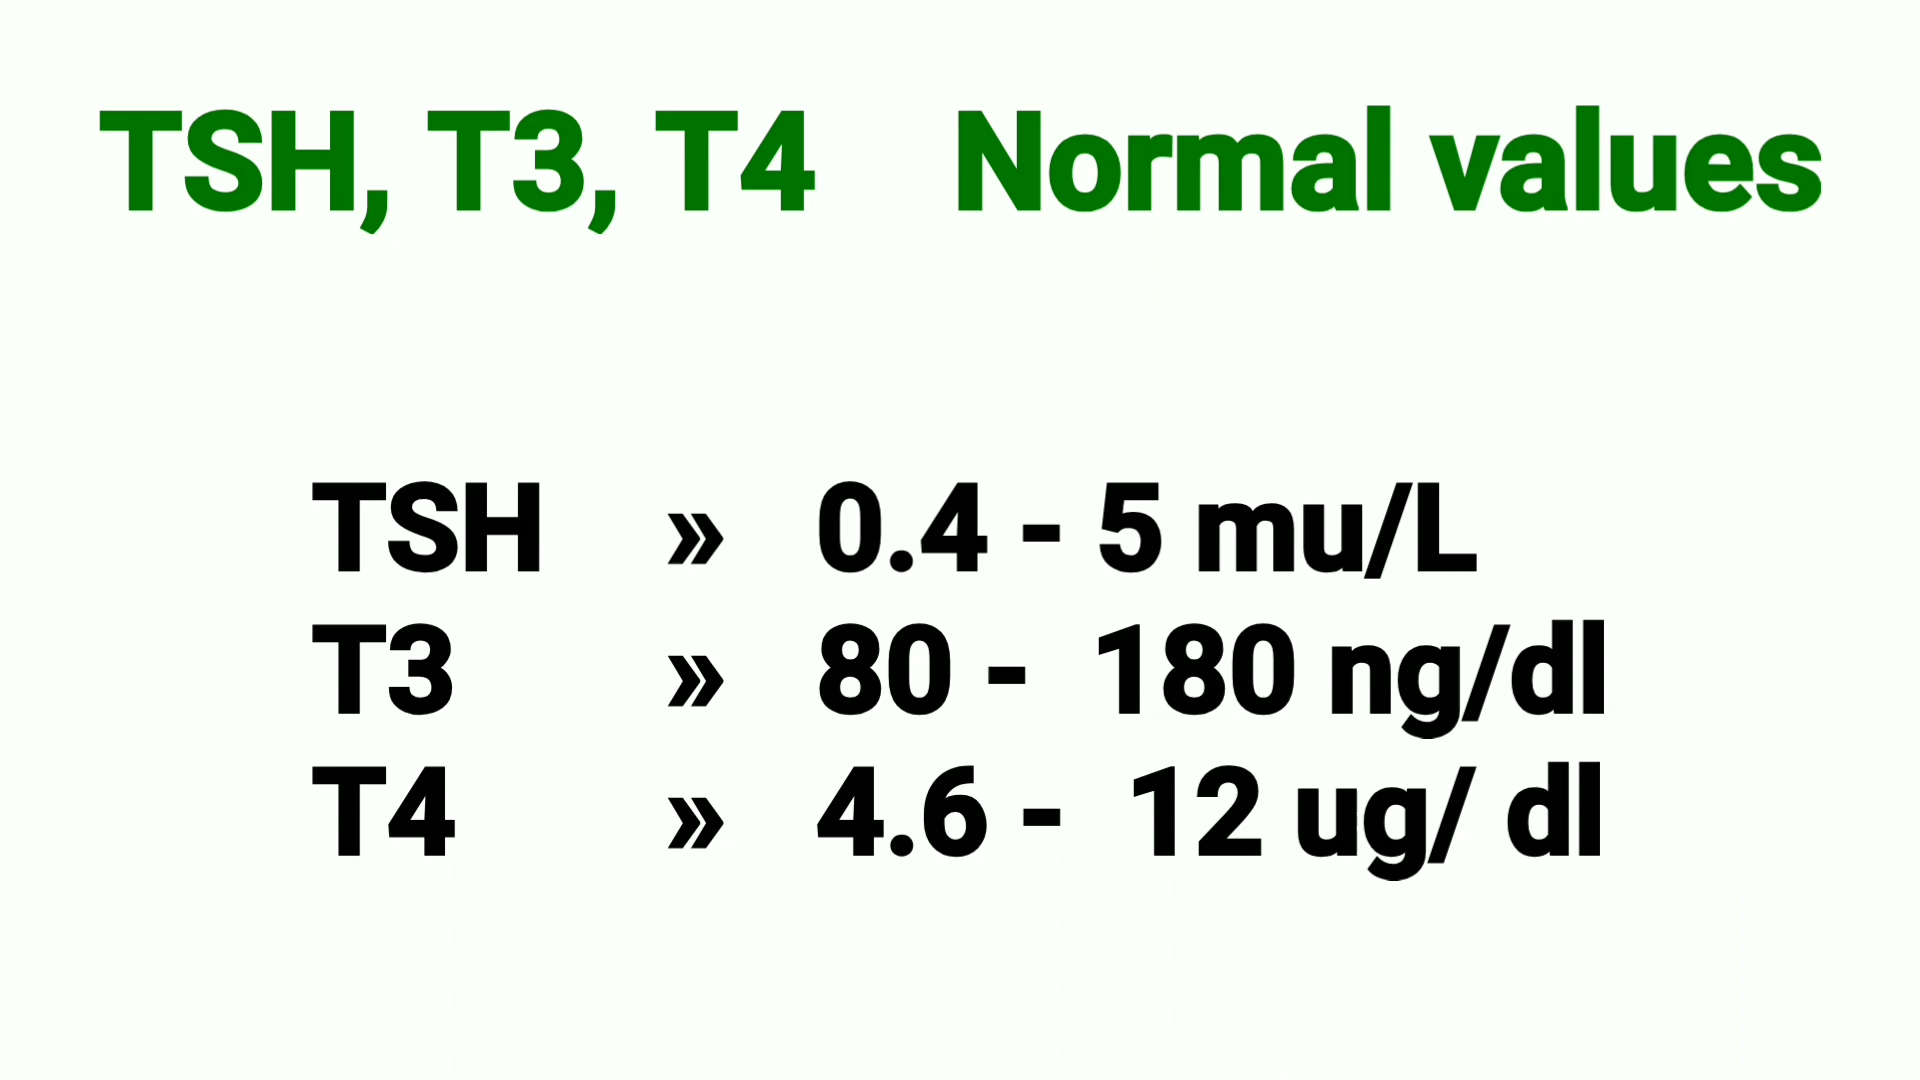 TSH, T3, T4 Normal values
TSH » 0.4 - 5 mu/L
T3 » 80 - 180 ng/dl
T4 » 4.6 - 12 ug/ dl